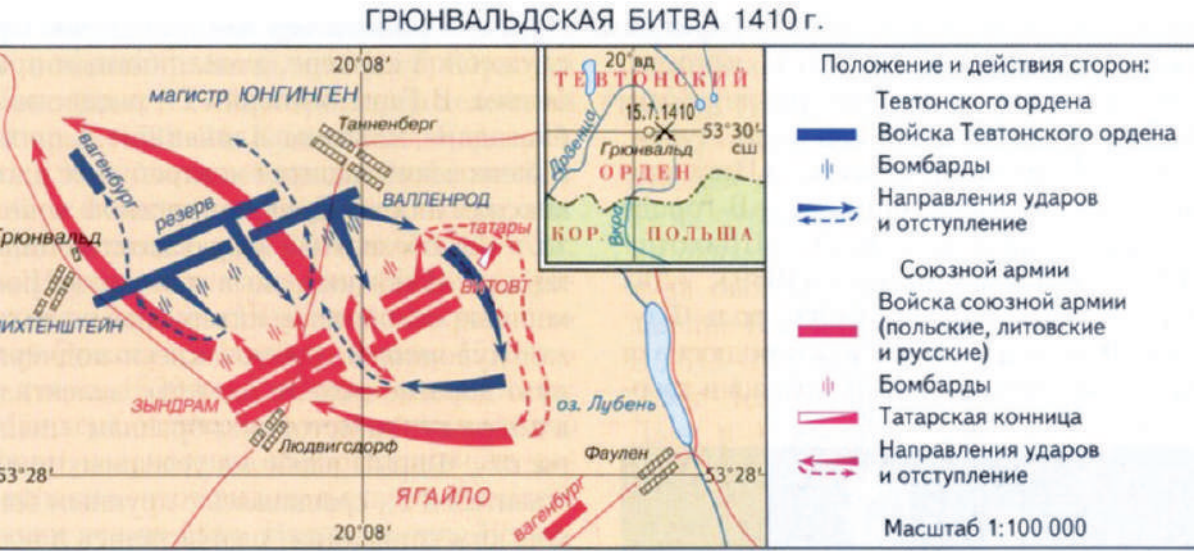 ГРЮНВАЛЬДСКАЯ БИТВА 1410 г.
20°08'
магистр ЮНГИНГЕН
Танненберг
вагенбург
резерв
ВАЛЛЕНРОД
татары
Грюнвальд
ВИТОВТ
ЛИХТЕНШТЕЙН
ЗЫНДРАМ
Людвигсдорф
оз. Лубень
Фаулен
53°28'
53°28'
ЯГАЙЛО
вагенбург
20°08'
20° вд
ТЕВТОНСКИЙ
15.7.1410
53°30'
сш
Дрвенца
Грюнвальд
ОРДЕН
Вкра
КОР. ПОЛЬША
Положение и действия сторон:
Тевтонского ордена
Войска Тевтонского ордена
Бомбарды
Направления ударов
и отступление
Союзной армии
Войска союзной армии
(польские, литовские
и русские)
Бомбарды
Татарская конница
Направления ударов
и отступление
Масштаб 1:100 000